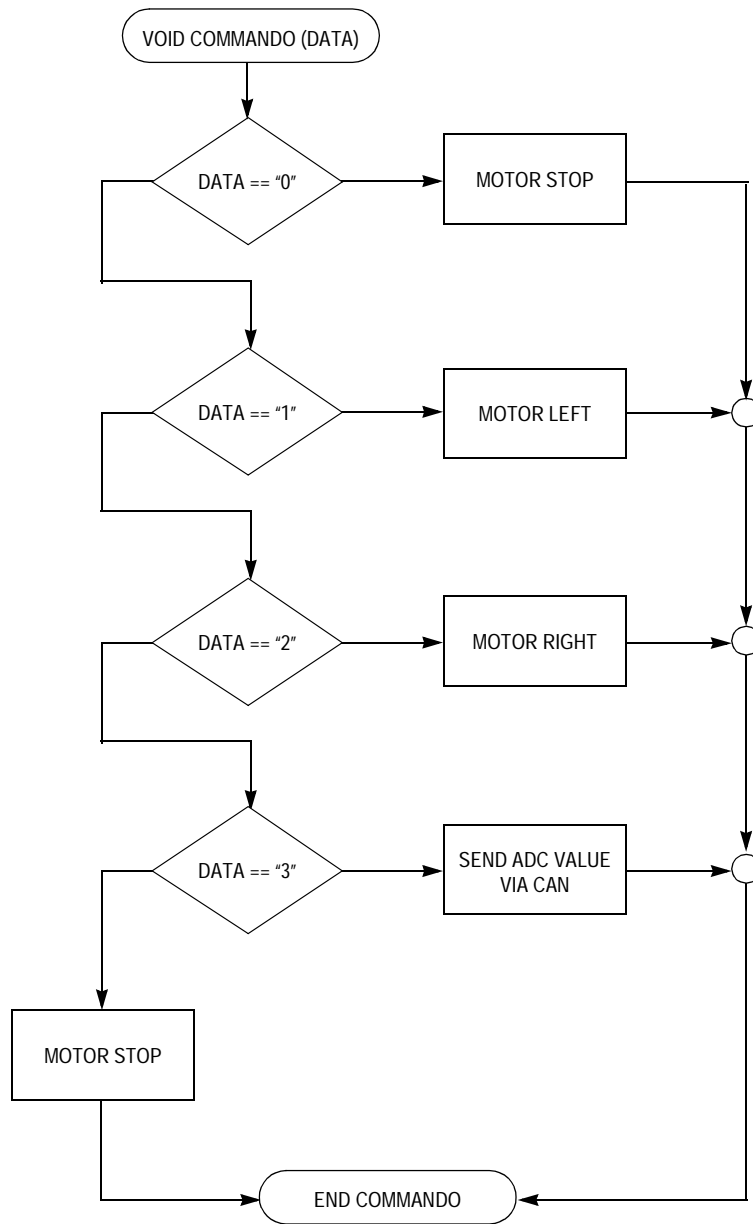 VOID COMMANDO (DATA)
DATA == “0”
MOTOR STOP
DATA == “1”
MOTOR LEFT
DATA == “2”
MOTOR RIGHT
DATA == “3”
SEND ADC VALUE
VIA CAN
MOTOR STOP
END COMMANDO